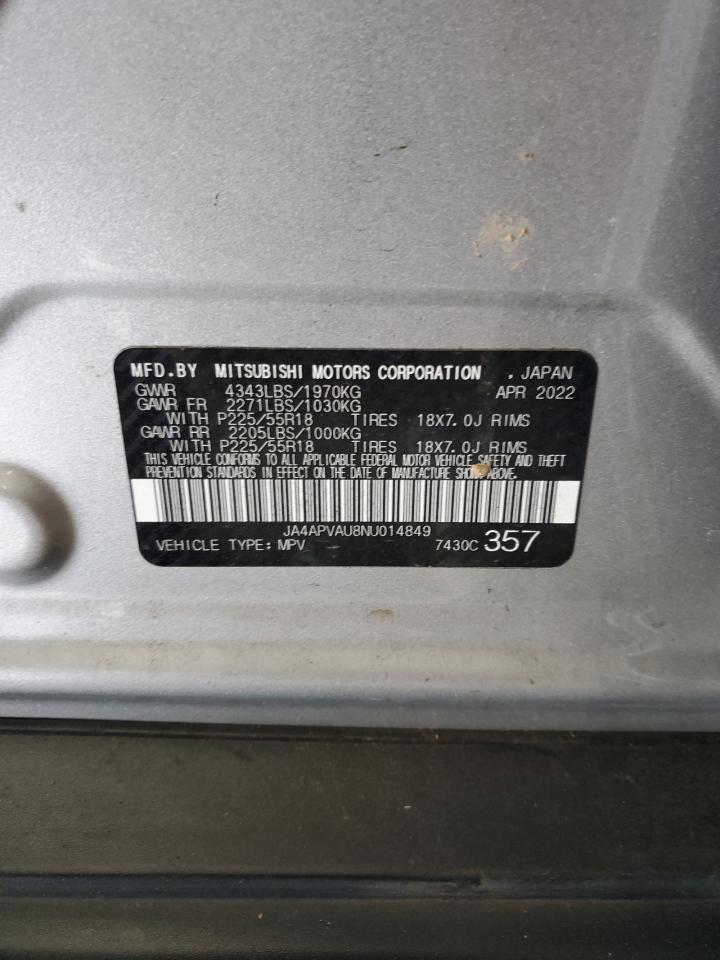 MFD.BY MITSUBISHI MOTORS CORPORATION , JAPAN
GVWR 4343LBS/1970KG APR 2022
GAWR FR 2271LBS/1030KG
WITH P225/55R18 TIRES 18X7.0J RIMS
GAWR RR 2205LBS/1000KG
WITH P225/55R18 TIRES 18X7.0J RIMS
THIS VEHICLE CONFORMS TO ALL APPLICABLE FEDERAL MOTOR VEHICLE SAFETY AND THEFT
PREVENTION STANDARDS IN EFFECT ON THE DATE OF MANUFACTURE SHOWN ABOVE.
JA4APVAU8NU014849
VEHICLE TYPE:MPV 7430C 357